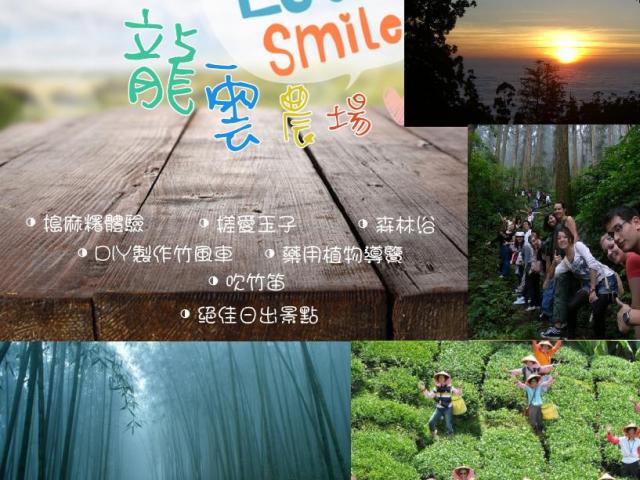 Smile
龍雲農場
搗麻糬體驗
搓愛玉子
森林浴
DIY製作竹風車
藥用植物導覽
吹竹笛
絕佳日出景點